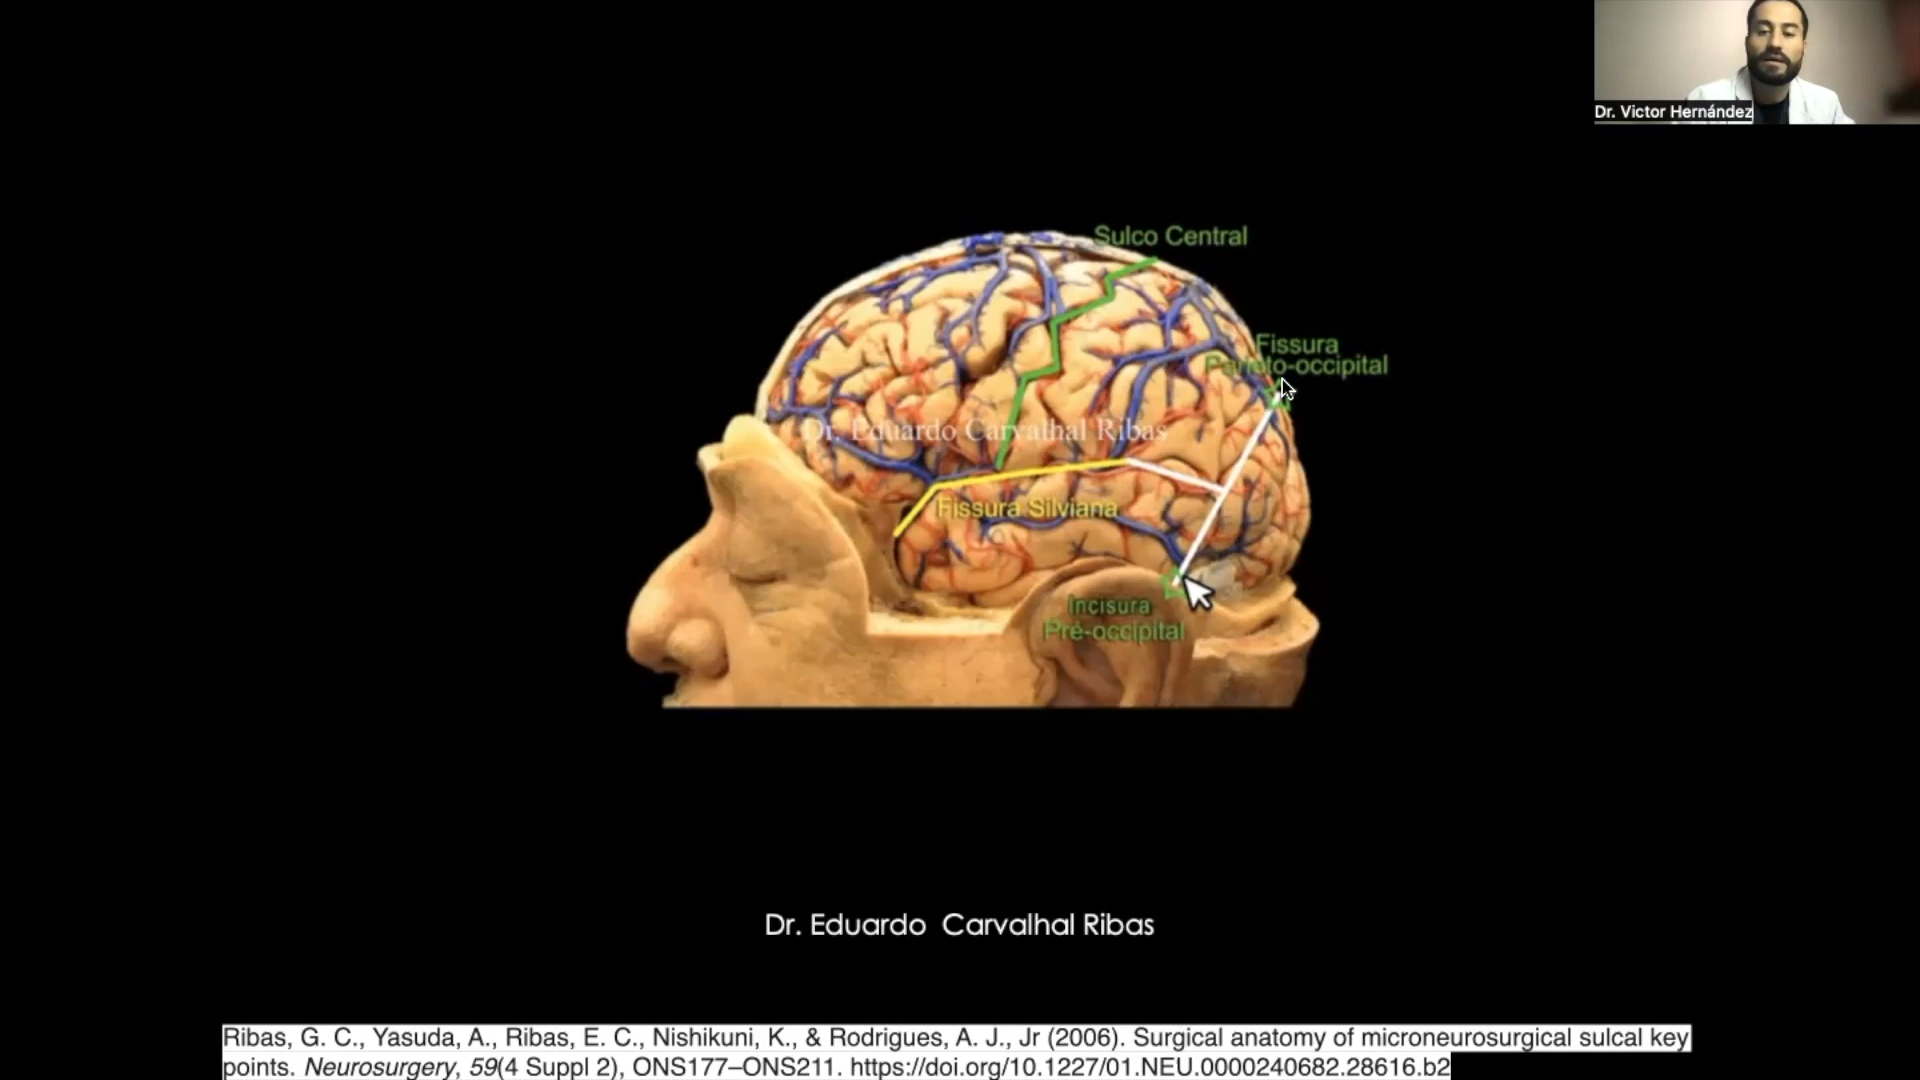 Dr. Victor Hernández
Sulco Central
Fissura
Parieto-occipital
Dr. Eduardo Carvalhal Ribas
Fissura Silviana
Incisura
Pré-occipital
Dr. Eduardo Carvalhal Ribas
Ribas, G. C., Yasuda, A., Ribas, E. C., Nishikuni, K., & Rodrigues, A. J., Jr (2006). Surgical anatomy of microneurosurgical sulcal key
points. Neurosurgery, 59(4 Suppl 2), ONS177–ONS211. https://doi.org/10.1227/01.NEU.0000240682.28616.b2